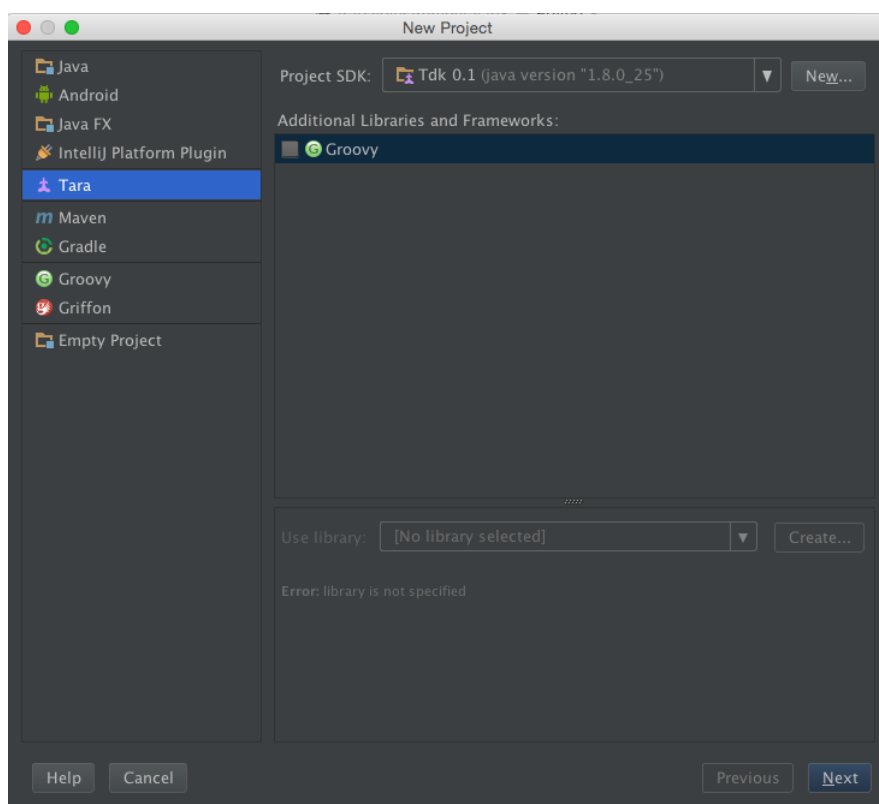 New Project
Java
Android
Java FX
IntelliJ Platform Plugin
Tara
Maven
Gradle
Groovy
Griffon
Empty Project
Project SDK: Tdk 0.1 (java version "1.8.0_25") New...
Additional Libraries and Frameworks:
Groovy
Use library: [No library selected] Create...
Error: library is not specified
Help Cancel Previous Next